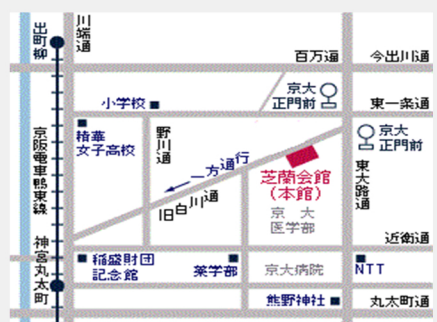 出町柳
川端通
百万遍
今出川通
小学校
京大
正門前
東一条通
椿華
女子高校
野川通
京大
正門前
一方通行
京阪電車鴨東線
芝蘭会館
(本館)
東大路通
旧白川通
京大
医学部
近衛通
神宮丸太町
稲盛財団
記念館
薬学部
京大病院
NTT
熊野神社
丸太町通